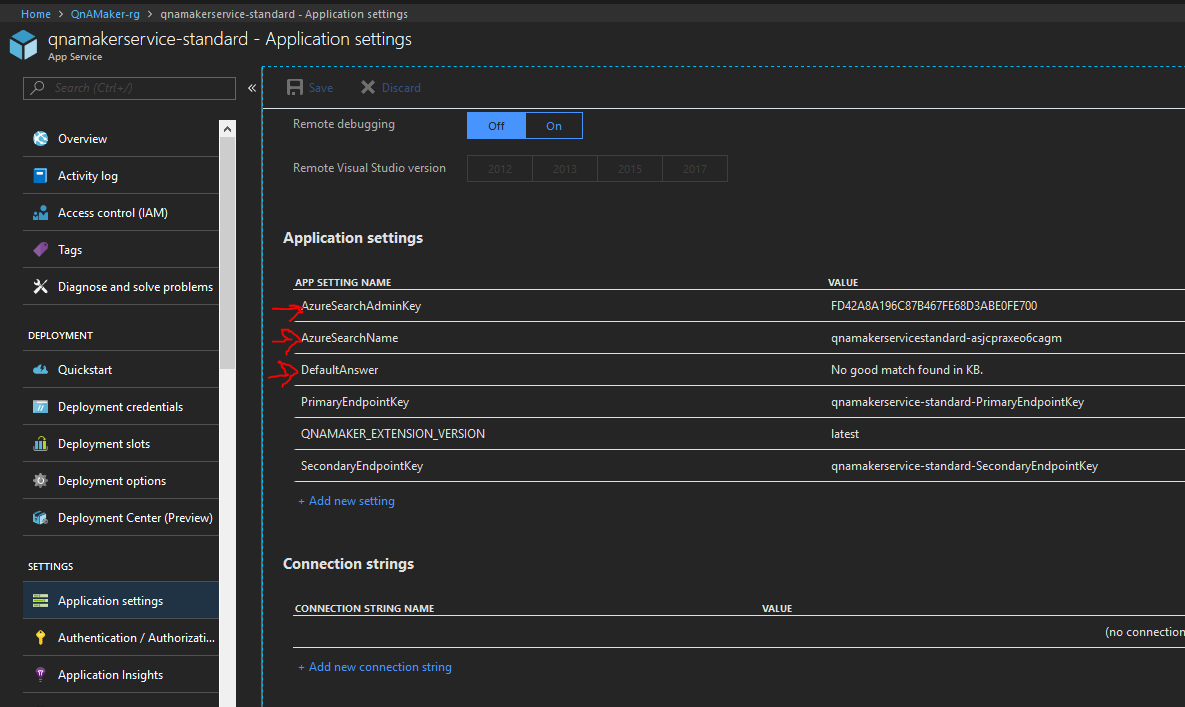 Home > QnAMaker-rg > qnamakerservice-standard - Application settings
qnamakerservice-standard - Application settings
App Service
Search (Ctrl+/)
«
Save
Discard
Overview
Activity log
Access control (IAM)
Tags
Diagnose and solve problems
DEPLOYMENT
Quickstart
Deployment credentials
Deployment slots
Deployment options
Deployment Center (Preview)
SETTINGS
Application settings
Authentication / Authorizati...
Application Insights
Remote debugging
Off On
Remote Visual Studio version
2012 2013 2015 2017
Application settings
APP SETTING NAME VALUE
AzureSearchAdminKey FD42A8A196C87B467FE68D3ABE0FE700
AzureSearchName qnamakerservicestandard-asjcpraxeo6cagm
DefaultAnswer No good match found in KB.
PrimaryEndpointKey qnamakerservice-standard-PrimaryEndpointKey
QNAMAKER_EXTENSION_VERSION latest
SecondaryEndpointKey qnamakerservice-standard-SecondaryEndpointKey
+ Add new setting
Connection strings
CONNECTION STRING NAME VALUE
(no connection
+ Add new connection string